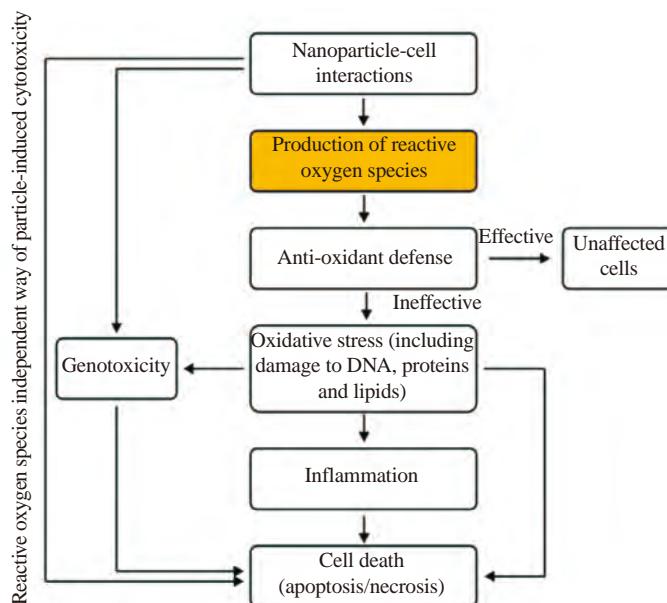 Reactive oxygen species independent way of particle-induced cytotoxicity
Nanoparticle-cell
interactions
Production of reactive
oxygen species
Anti-oxidant defense
Effective
Unaffected
cells
Ineffective
Oxidative stress (including
damage to DNA, proteins
and lipids)
Genotoxicity
Inflammation
Cell death
(apoptosis/necrosis)